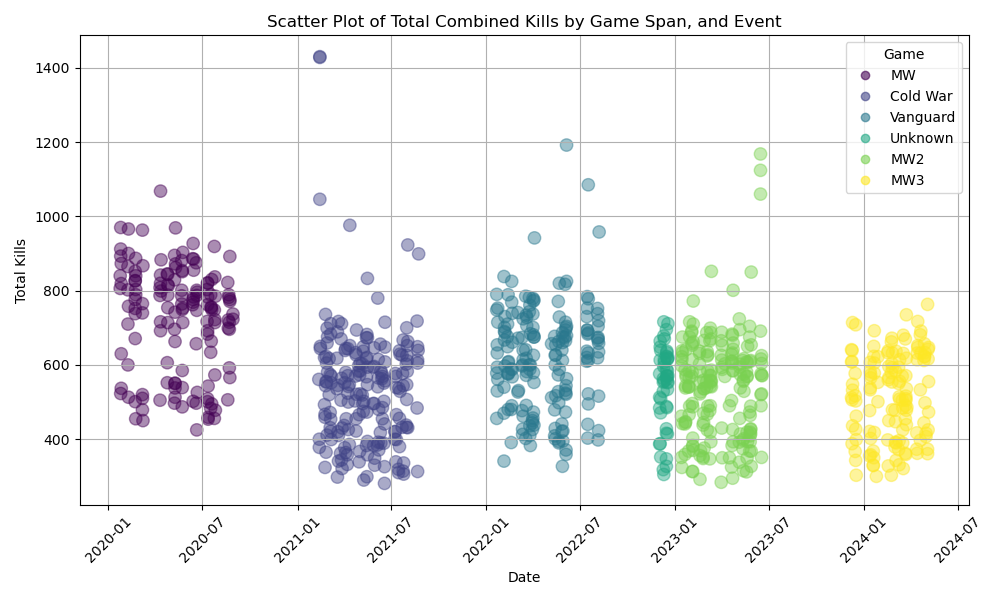 Scatter Plot of Total Combined Kills by Game Span, and Event
Game
MW
Cold War
Vanguard
Unknown
MW2
MW3
Total Kills
1400
1200
1000
800
600
400
2020-01
2020-07
2021-01
2021-07
2022-01
2022-07
2023-01
2023-07
2024-01
2024-07
Date